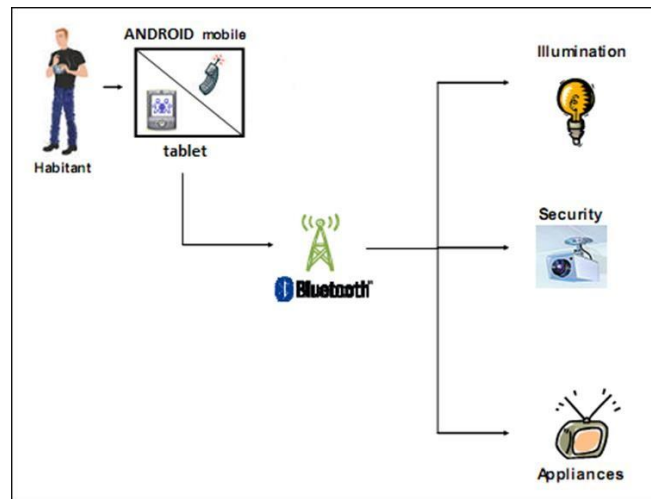 ANDROID mobile
tablet
Habitant
Bluetooth
Illumination
Security
Appliances